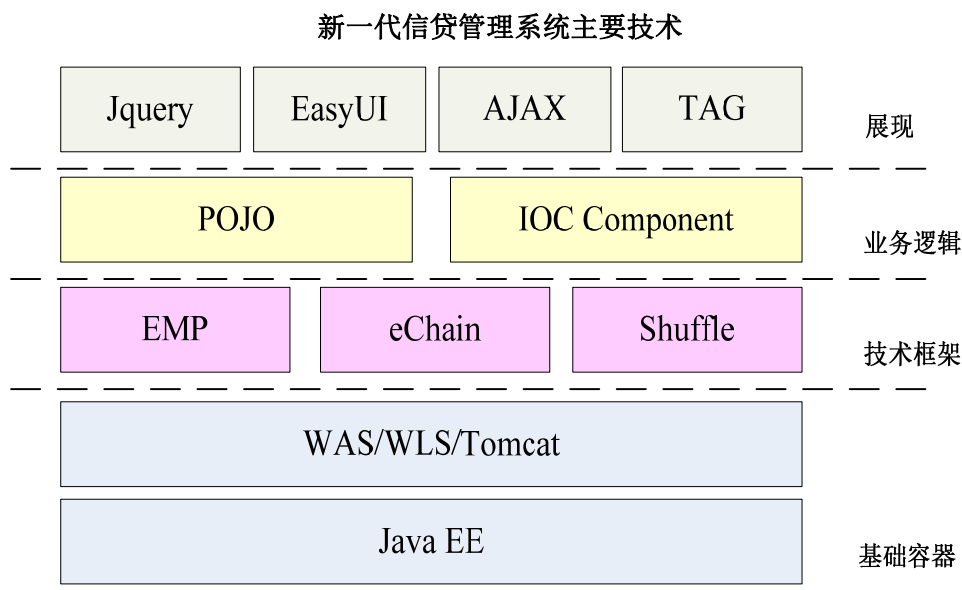 新一代信贷管理系统主要技术
Jquery EasyUI AJAX TAG 展现
POJO IOC Component 业务逻辑
EMP eChain Shuffle 技术框架
WAS/WLS/Tomcat
Java EE 基础容器